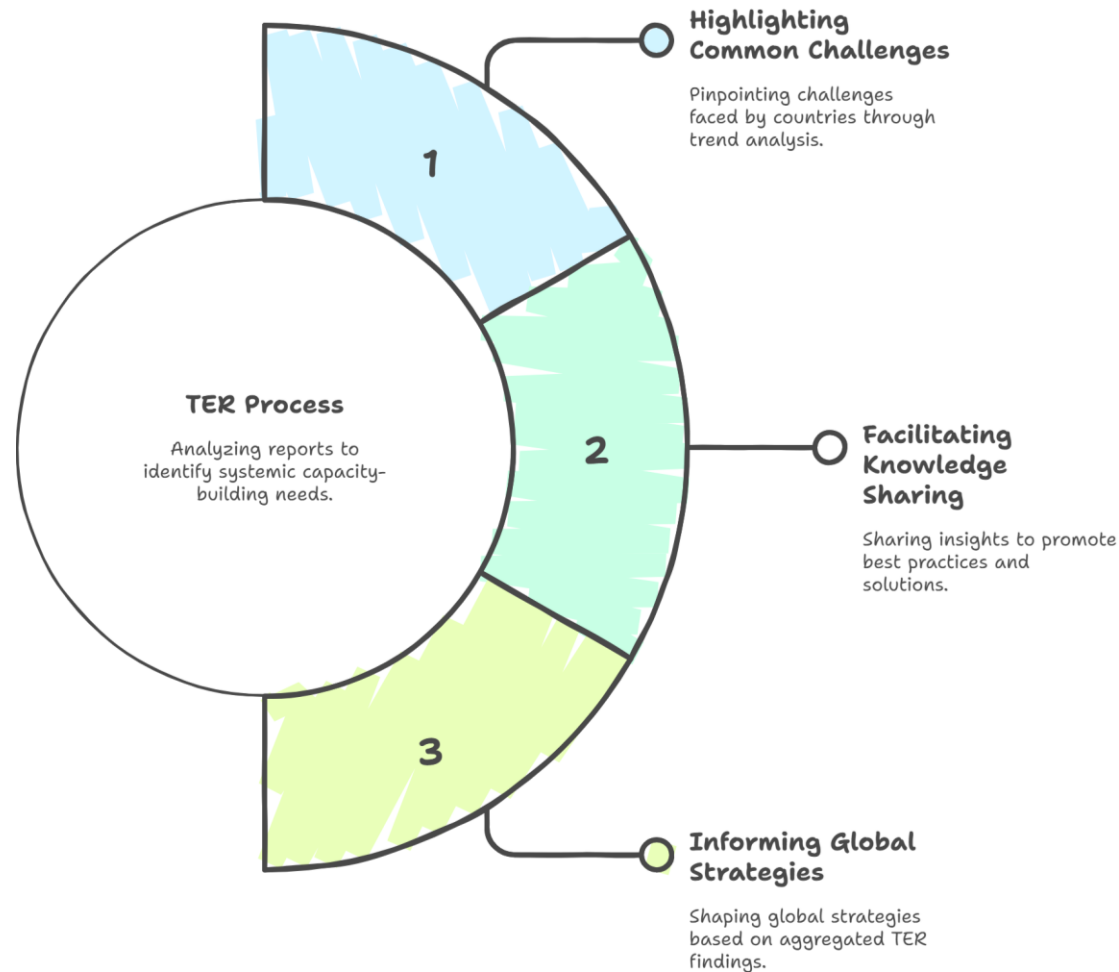 Highlighting
Common Challenges
Pinpointing challenges
faced by countries through
trend analysis.
1
TER Process
Analyzing reports to
identify systemic capacity-
building needs.
2
Facilitating
Knowledge
Sharing
Sharing insights to promote
best practices and
solutions.
3
Informing Global
Strategies
Shaping global strategies
based on aggregated TER
findings.